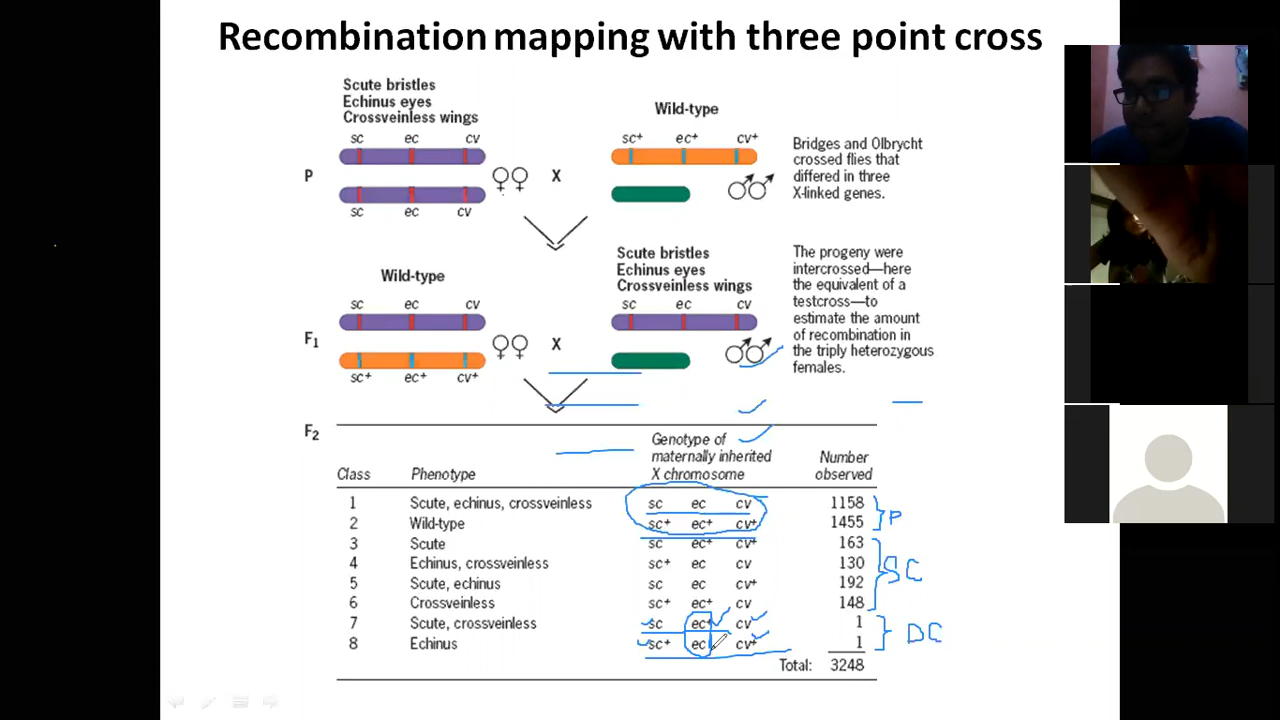 Recombination mapping with three point cross
Scute bristles
Echinus eyes
Crossveinless wings
sc ec cv
P
sc ec cv
X
Wild-type
sc+ ec+ cv+
Bridges and Olbrycht
crossed flies that
differed in three
X-linked genes.
Wild-type
sc ec cv
F1
sc+ ec+ cv+
X
Scute bristles
Echinus eyes
Crossveinless wings
sc ec cv
The progeny were
intercrossed—here
the equivalent of a
testcross—to
estimate the amount
of recombination in
the triply heterozygous
females.
F2
Class Phenotype Genotype of maternally inherited X chromosome Number observed
1 Scute, echinus, crossveinless sc ec cv 1158
2 Wild-type sc+ ec+ cv+ 1455
3 Scute sc ec+ cv+ 163
4 Echinus, crossveinless sc+ ec cv 130
5 Scute, echinus sc ec cv+ 192
6 Crossveinless sc+ ec+ cv 148
7 Scute, crossveinless sc ec+ cv 1
8 Echinus sc+ ec cv+ 1
Total: 3248
P
SC
DC